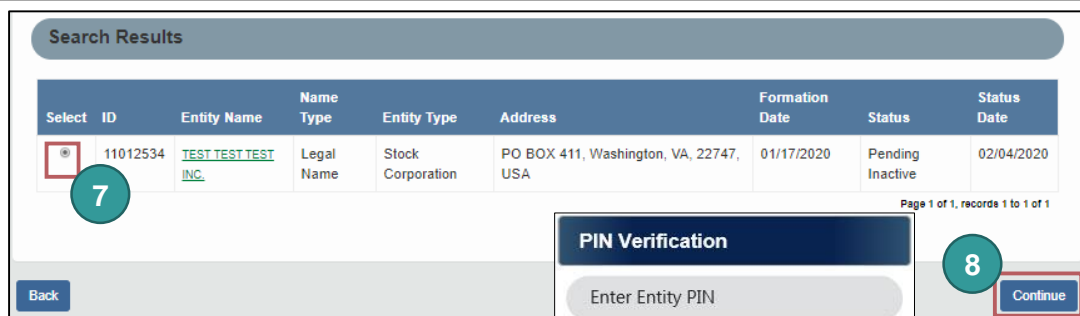 Search Results
Select ID Entity Name Name Type Entity Type Address Formation Date Status Status Date
11012534 TEST TEST TEST INC. Legal Name Stock Corporation PO BOX 411, Washington, VA, 22747, USA 01/17/2020 Pending Inactive 02/04/2020
7
Page 1 of 1, records 1 to 1 of 1
PIN Verification
8
Back
Enter Entity PIN
Continue